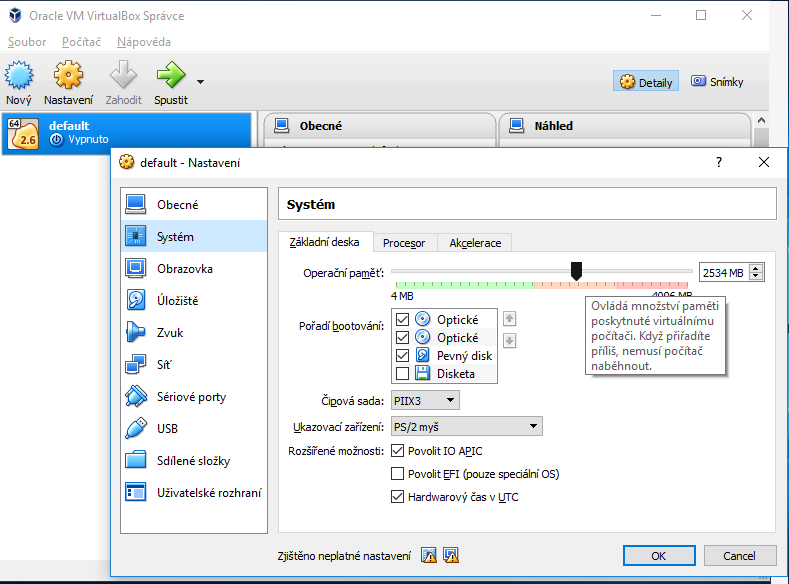 Oracle VM VirtualBox Správce
Soubor Počítač Nápověda
Nový Nastavení Zahodit Spustit Detaily Snímky
64 2.6 default
Vypnuto
Obecné Náhled
default - Nastavení ?
Obecné
Systém
Obrazovka
Úložiště
Zvuk
Síť
Sériové porty
USB
Sdílené složky
Uživatelské rozhraní
Systém
Základní deska Procesor Akcelerace
Operační paměť: 2534 MB
4 MB 4096 MB
Ovládá množství paměti
poskytnuté virtuálnímu
počítači. Když přiřadíte
příliš, nemusí počítač
naběhnout.
Pořadí bootování: Optické
Optické
Pevný disk
Disketa
Čipová sada: PIIX3
Ukazovací zařízení: PS/2 myš
Rozšířené možnosti: Povolit IO APIC
Povolit EFI (pouze speciální OS)
Hardwarový čas v UTC
Zjištěno neplatné nastavení OK Cancel